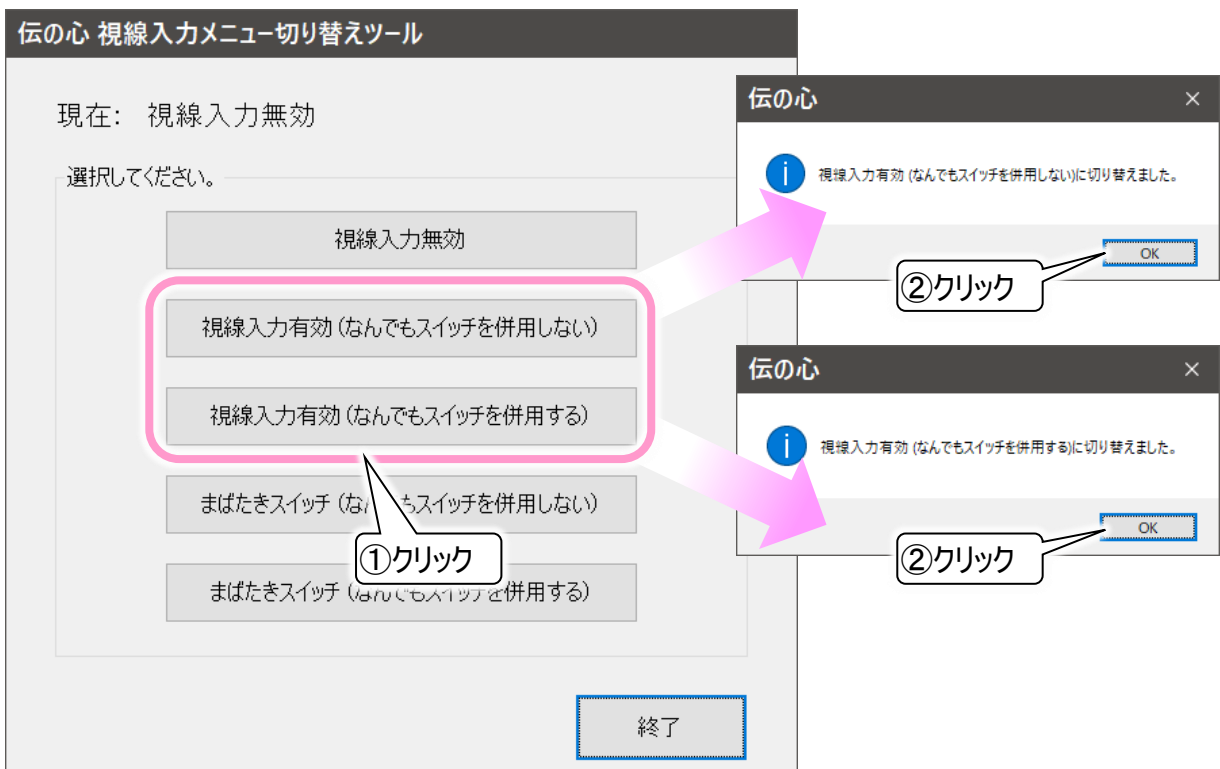 伝の心 視線入力メニュー切り替えツール
現在: 視線入力無効
選択してください。
視線入力無効
視線入力有効 (なんでもスイッチを併用しない)
視線入力有効 (なんでもスイッチを併用する)
まばたきスイッチ (な もスイッチを併用しない)
①クリック
まばたきスイッチ (なんでもスイッチを併用する)
終了
伝の心
×
i
視線入力有効 (なんでもスイッチを併用しない)に切り替えました。
OK
②クリック
伝の心
×
i
視線入力有効 (なんでもスイッチを併用する)に切り替えました。
OK
②クリック